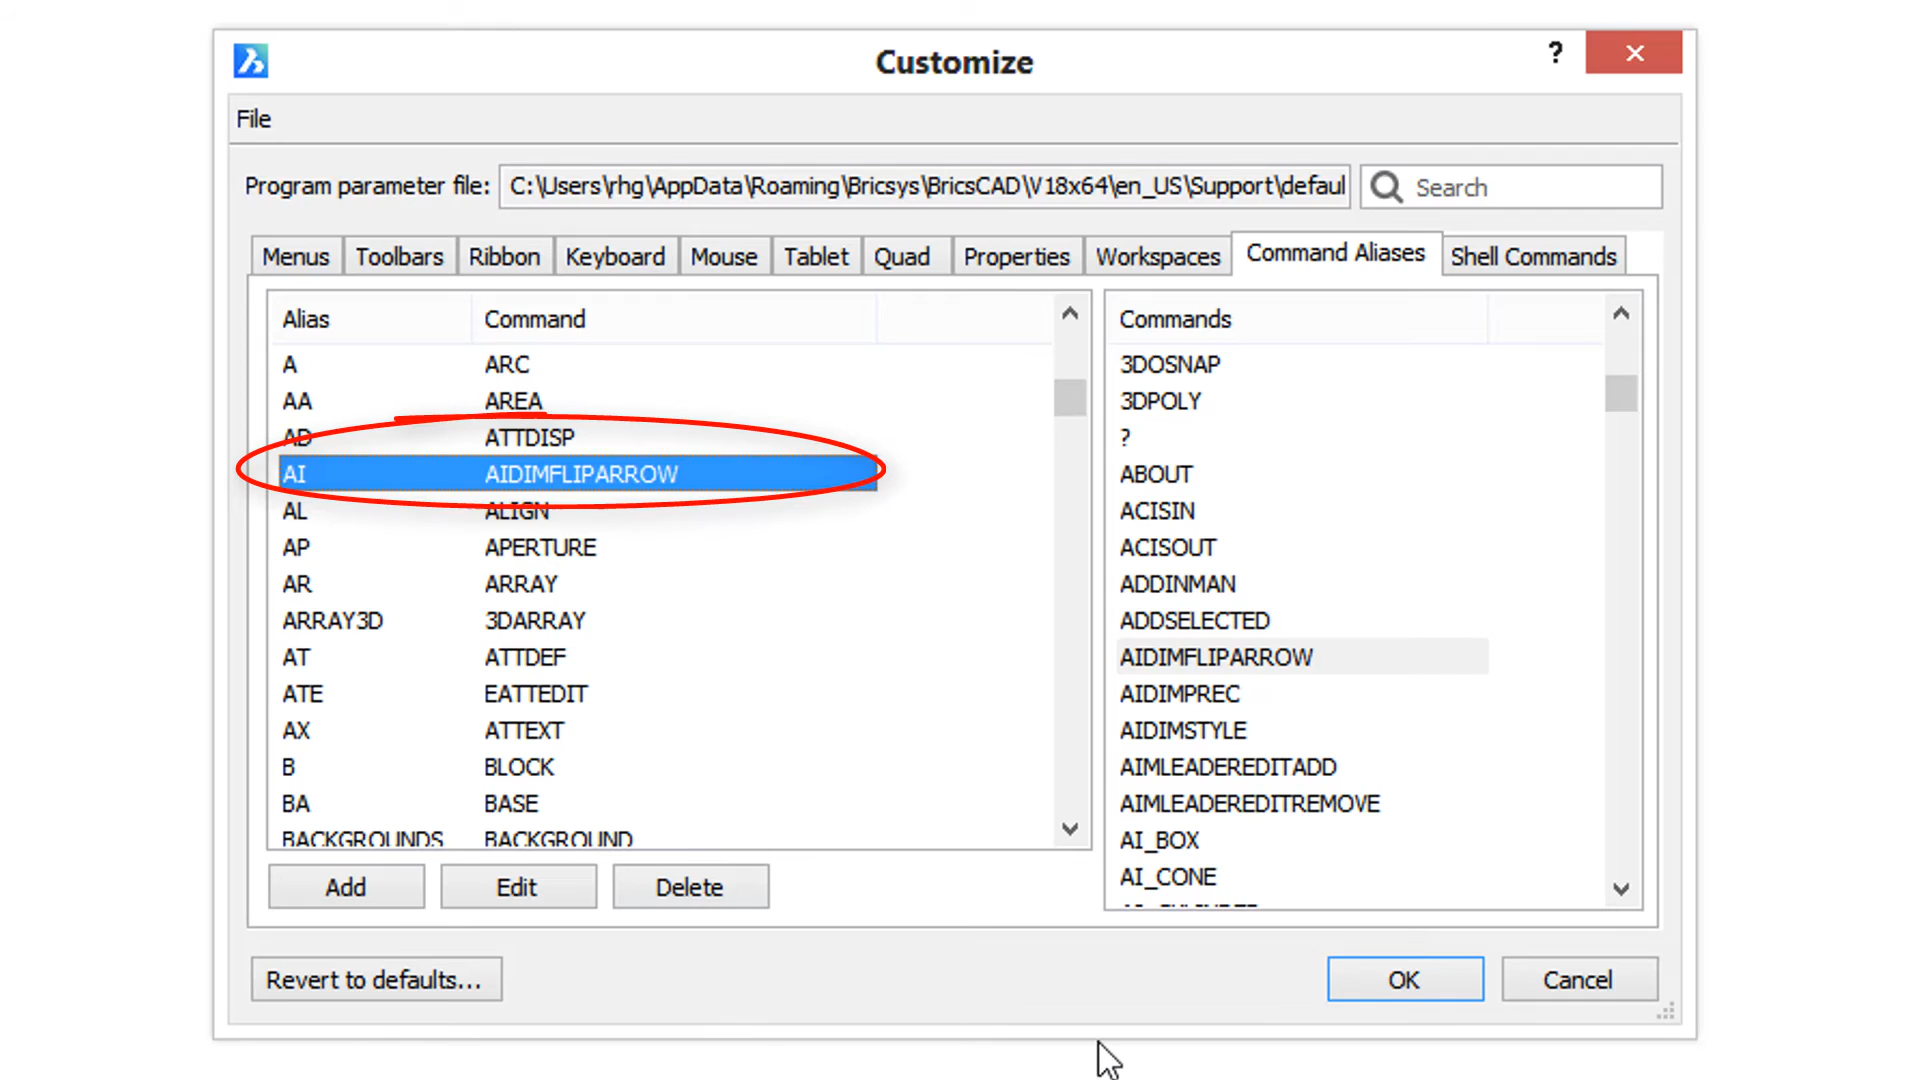 Customize
?
File
Program parameter file: C:\Users\rhg\AppData\Roaming\Bricsys\BricsCAD\V18x64\en_US\Support\defaul Search
Menus Toolbars Ribbon Keyboard Mouse Tablet Quad Properties Workspaces Command Aliases Shell Commands
Alias Command
A ARC
AA AREA
AD ATTDISP
AI AIDIMFLIPARROW
AL ALIGN
AP APERTURE
AR ARRAY
ARRAY3D 3DARRAY
AT ATTDEF
ATE EATTEDIT
AX ATTEXT
B BLOCK
BA BASE
BACKGROUNDS BACKGROUND
Add Edit Delete
Commands
3DOSNAP
3DPOLY
?
ABOUT
ACISIN
ACISOUT
ADDINMAN
ADDSELECTED
AIDIMFLIPARROW
AIDIMPREC
AIDIMSTYLE
AIMLEADEREDITADD
AIMLEADEREDITREMOVE
AI_BOX
AI_CONE
Revert to defaults... OK Cancel